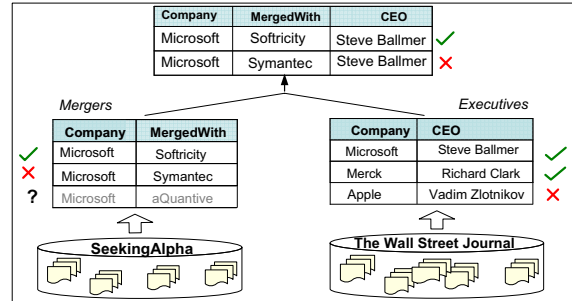 Company MergedWith CEO
Microsoft Softricity Steve Ballmer
Microsoft Symantec Steve Ballmer
Mergers Executives
Company MergedWith
Microsoft Softricity
Microsoft Symantec
? Microsoft aQuantive
Company CEO
Microsoft Steve Ballmer
Merck Richard Clark
Apple Vadim Zlotnikov
SeekingAlpha
The Wall Street Journal